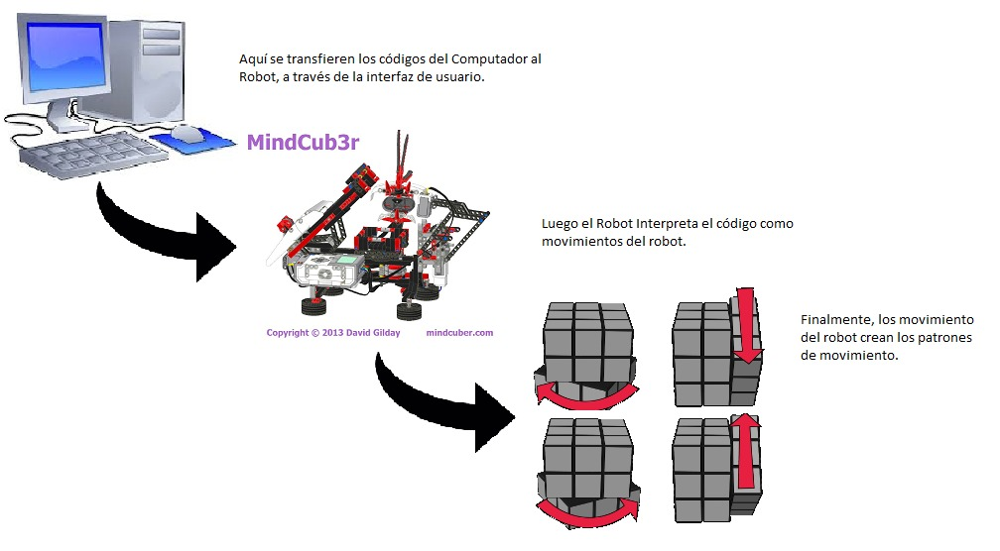 Aquí se transfieren los códigos del Computador al
Robot, a través de la interfaz de usuario.
MindCub3r
Luego el Robot Interpreta el código como
movimientos del robot.
Copyright © 2013 David Gilday mindcuber.com
Finalmente, los movimiento
del robot crean los patrones
de movimiento.